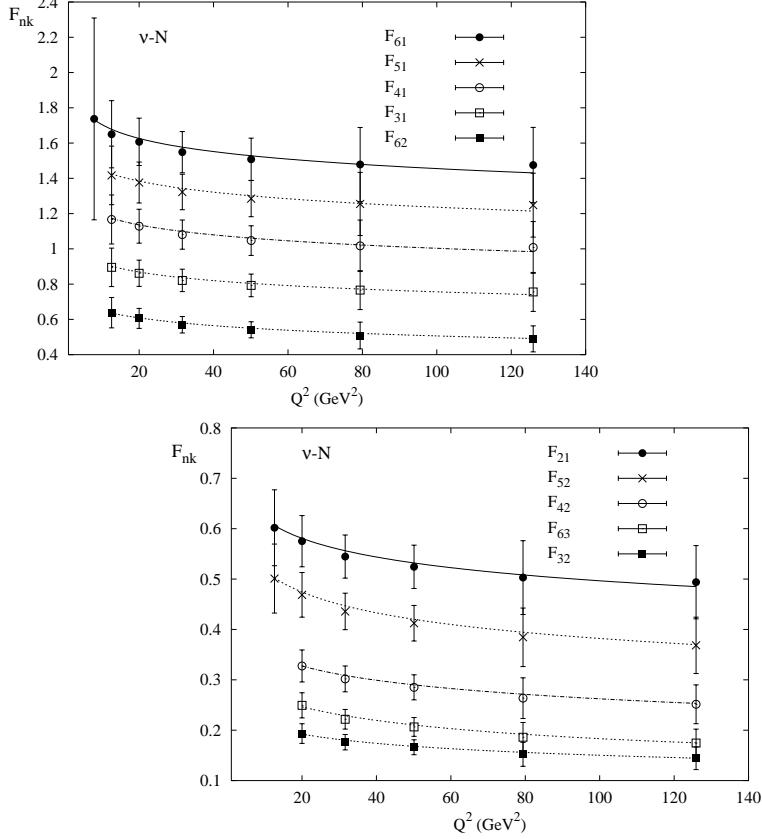 F_nk
ν-N
F_61
F_51
F_41
F_31
F_62
2.4
2.2
2
1.8
1.6
1.4
1.2
1
0.8
0.6
0.4
20 40 60 80 100 120 140
Q^2 (GeV^2)
F_nk
ν-N
F_21
F_52
F_42
F_63
F_32
0.8
0.7
0.6
0.5
0.4
0.3
0.2
0.1
20 40 60 80 100 120 140
Q^2 (GeV^2)